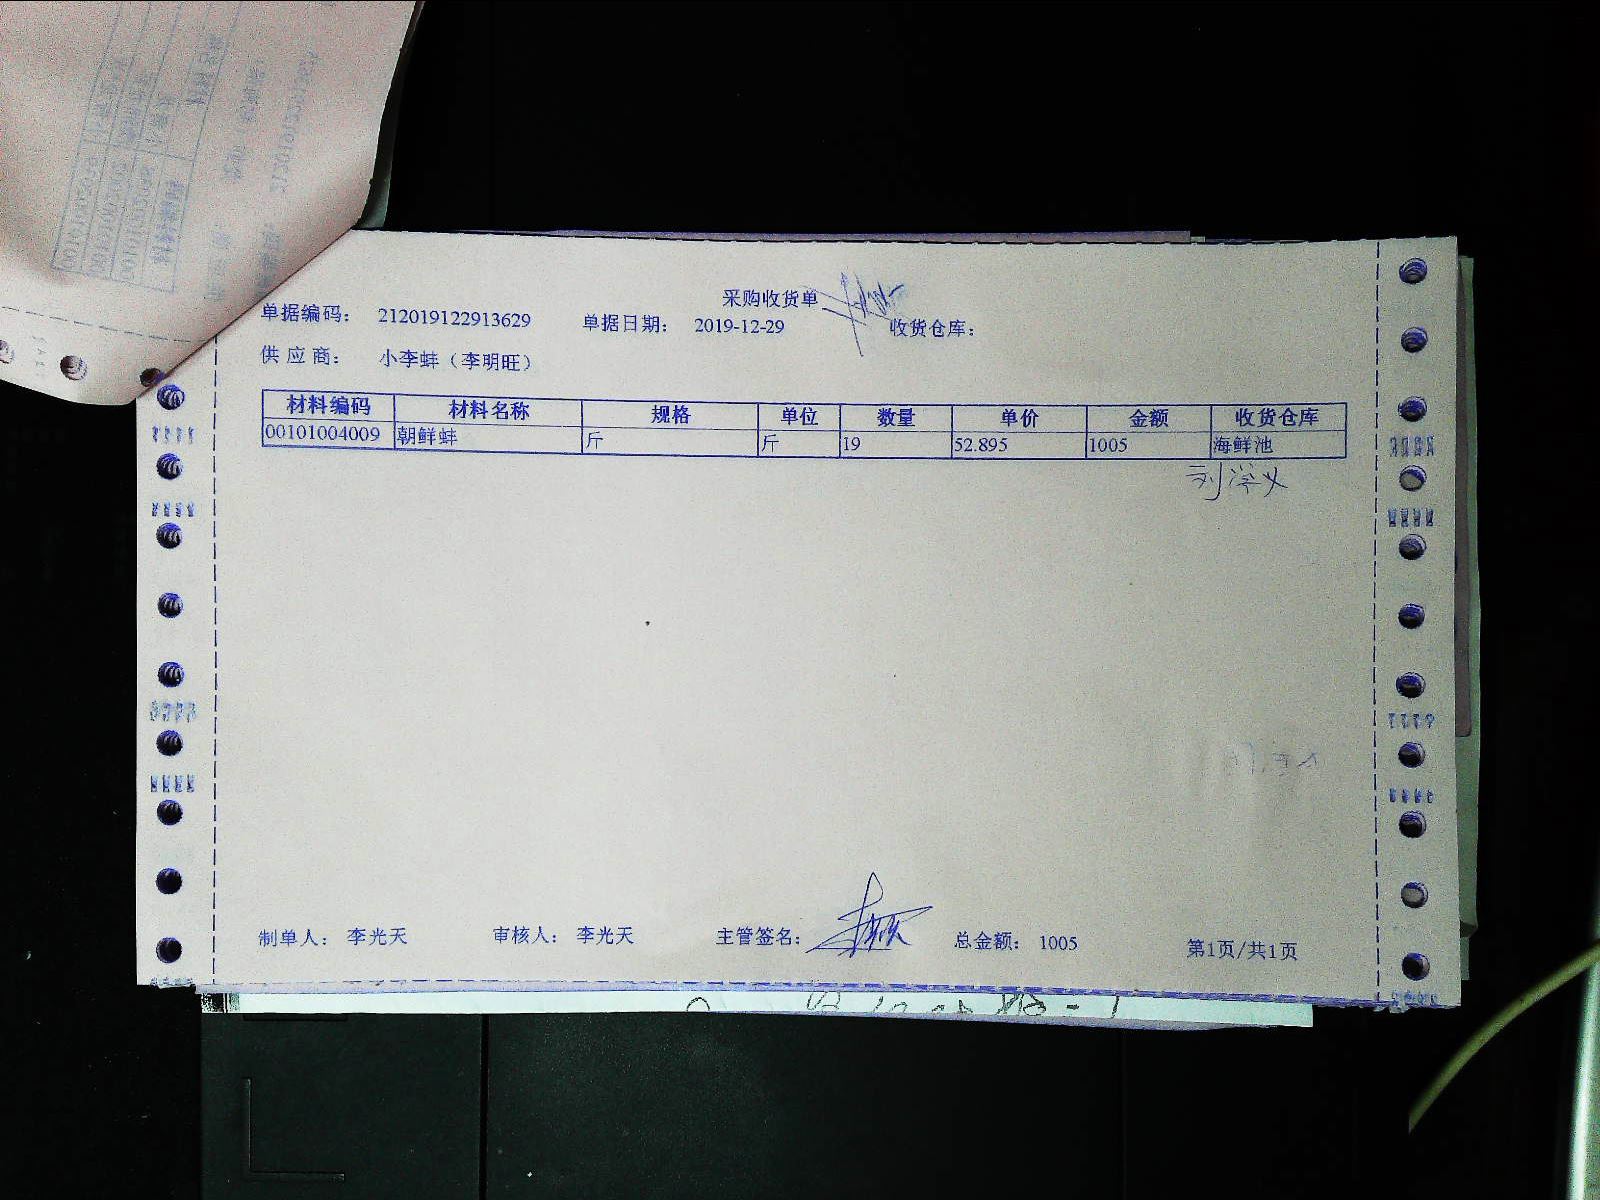 采购收货单
单据编码： 212019122913629 单据日期： 2019-12-29 收货仓库：
供 应 商： 小李蚌（李明旺）
材料编码 材料名称 规格 单位 数量 单价 金额 收货仓库
00101004009 朝鲜蚌 斤 斤 19 52.895 1005 海鲜池
制单人： 李光天 审核人： 李光天 主管签名： 总金额： 1005 第1页/共1页